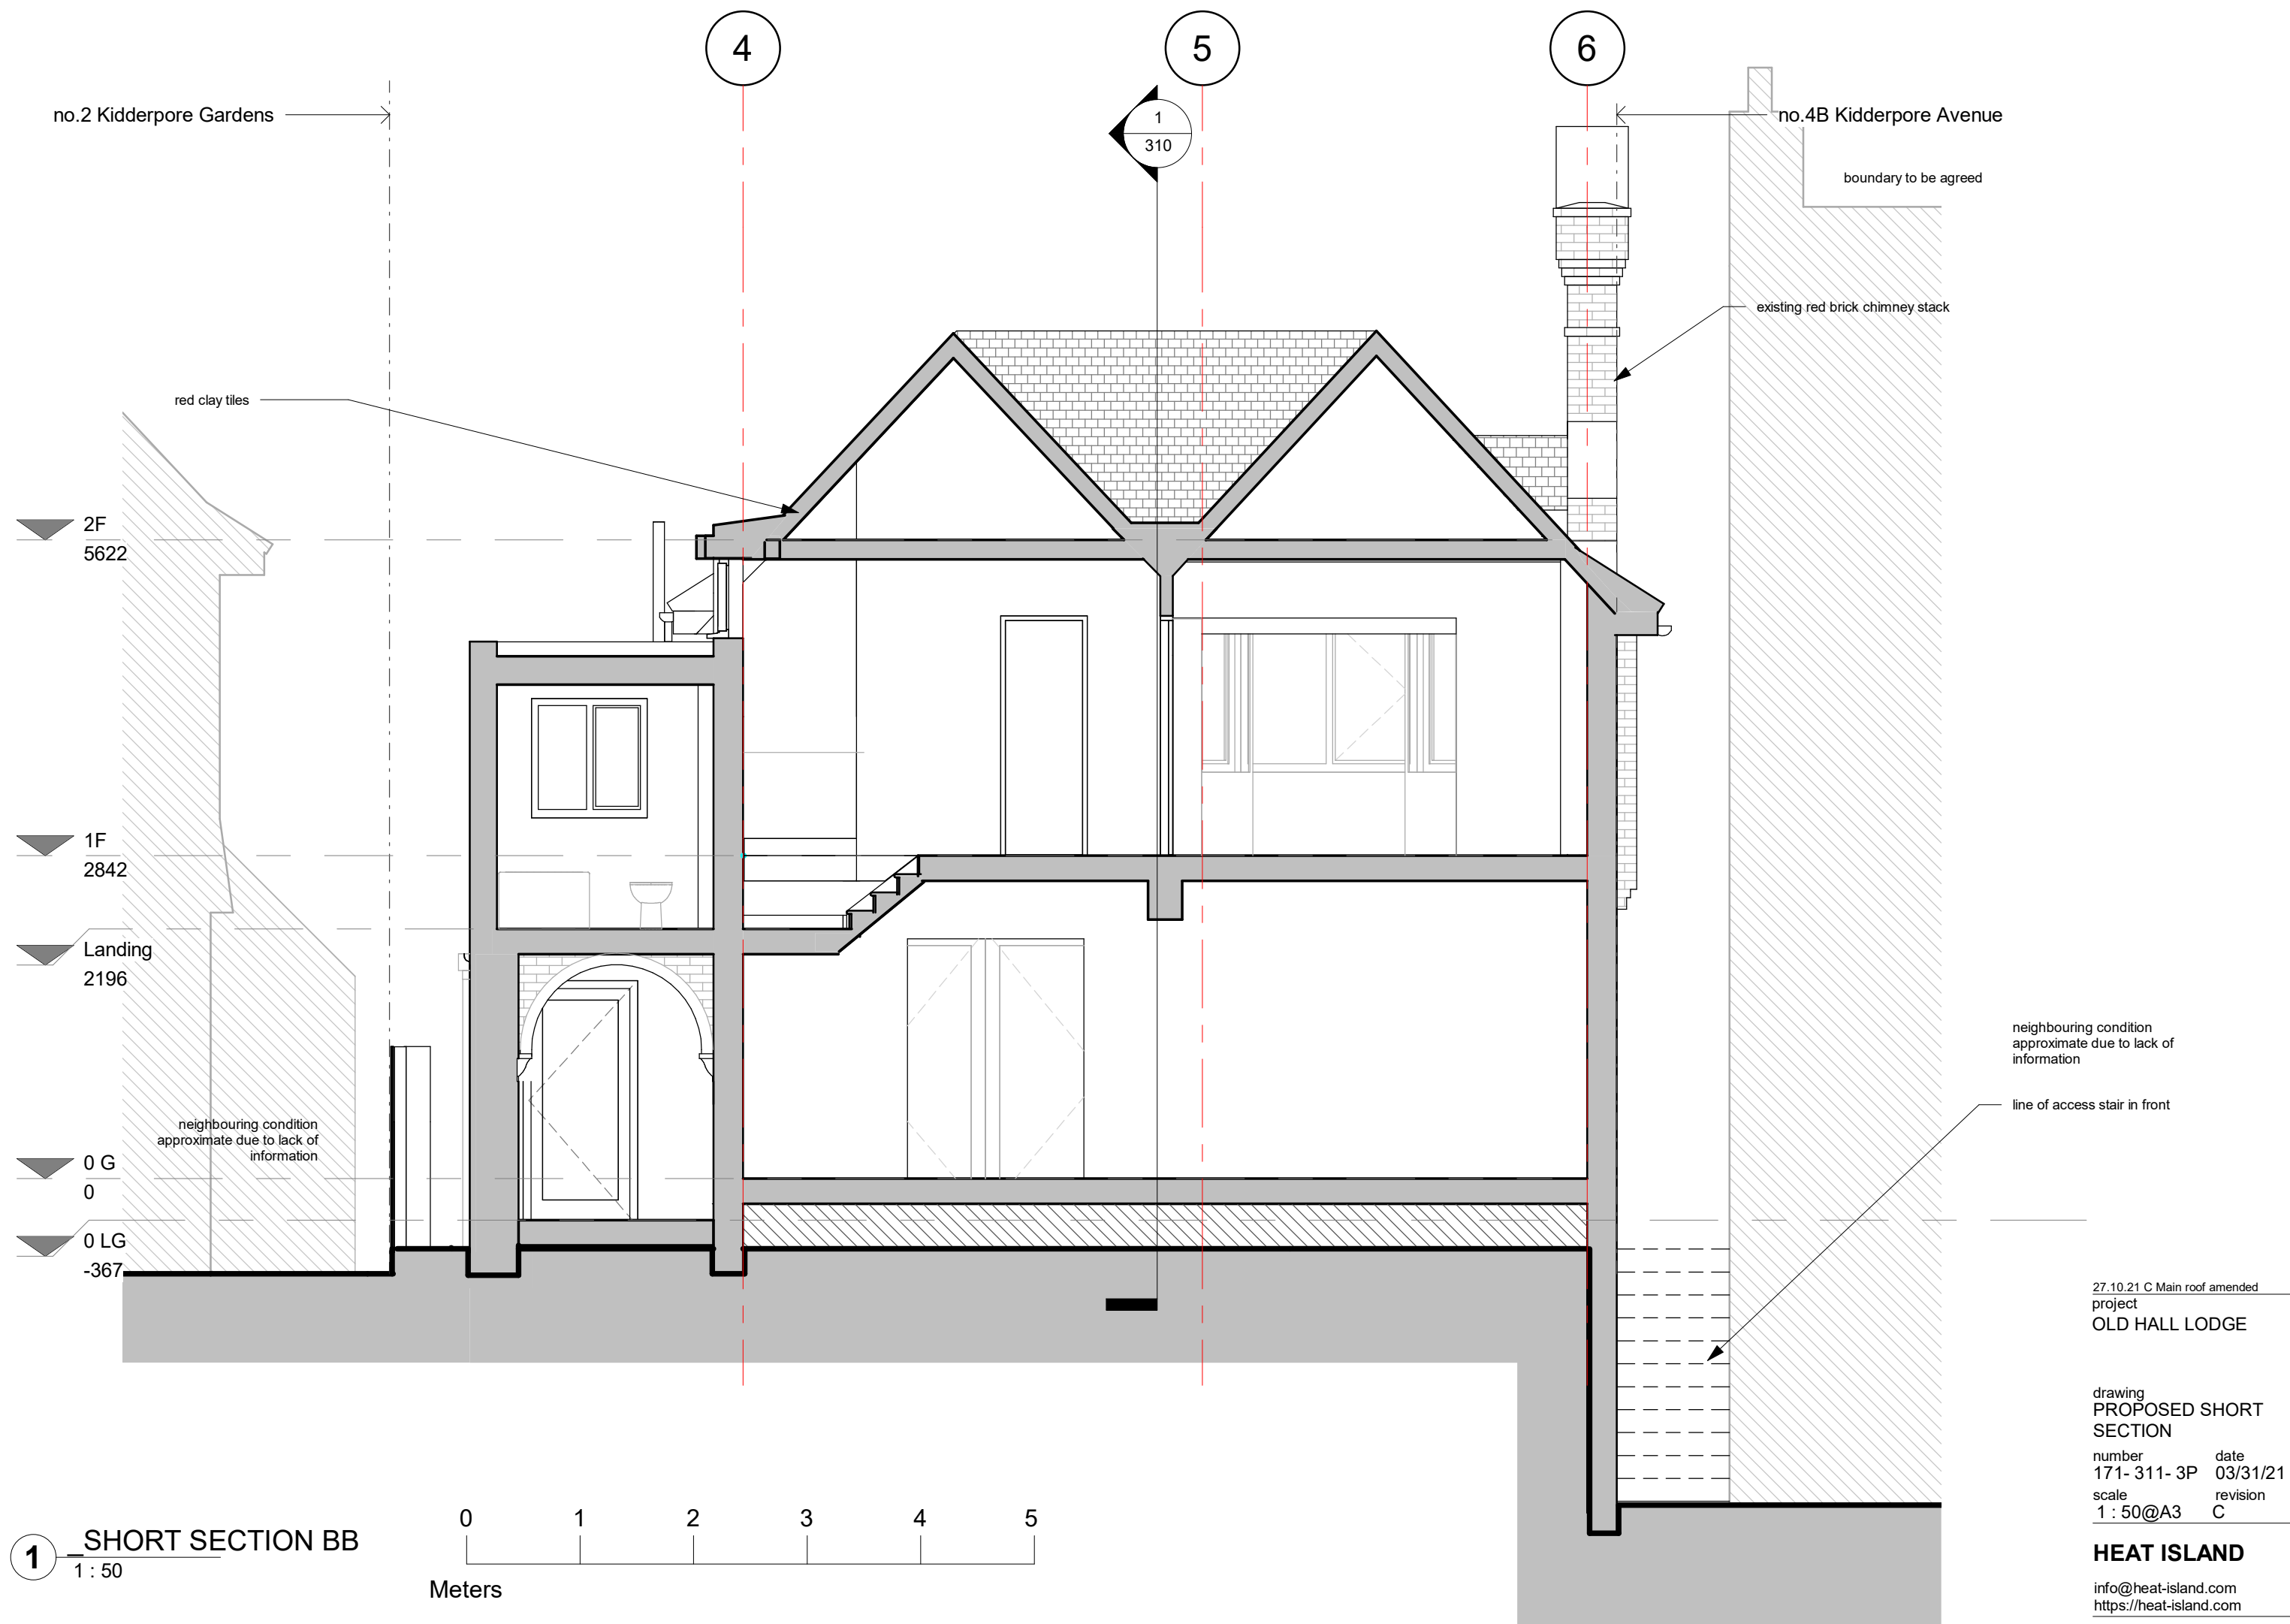 4
5
6
no.2 Kidderpore Gardens
1
310
no.4B Kidderpore Avenue
boundary to be agreed
existing red brick chimney stack
red clay tiles
2F
5622
1F
2842
Landing
2196
neighbouring condition
approximate due to lack of
information
neighbouring condition
approximate due to lack of
information
line of access stair in front
0 G
0
0 LG
-367
27.10.21 C Main roof amended
project
OLD HALL LODGE
drawing
PROPOSED SHORT
SECTION
number date
171- 311- 3P 03/31/21
scale revision
1 : 50@A3 C
HEAT ISLAND
info@heat-island.com
https://heat-island.com
1 _SHORT SECTION BB
1 : 50
0 1 2 3 4 5
Meters